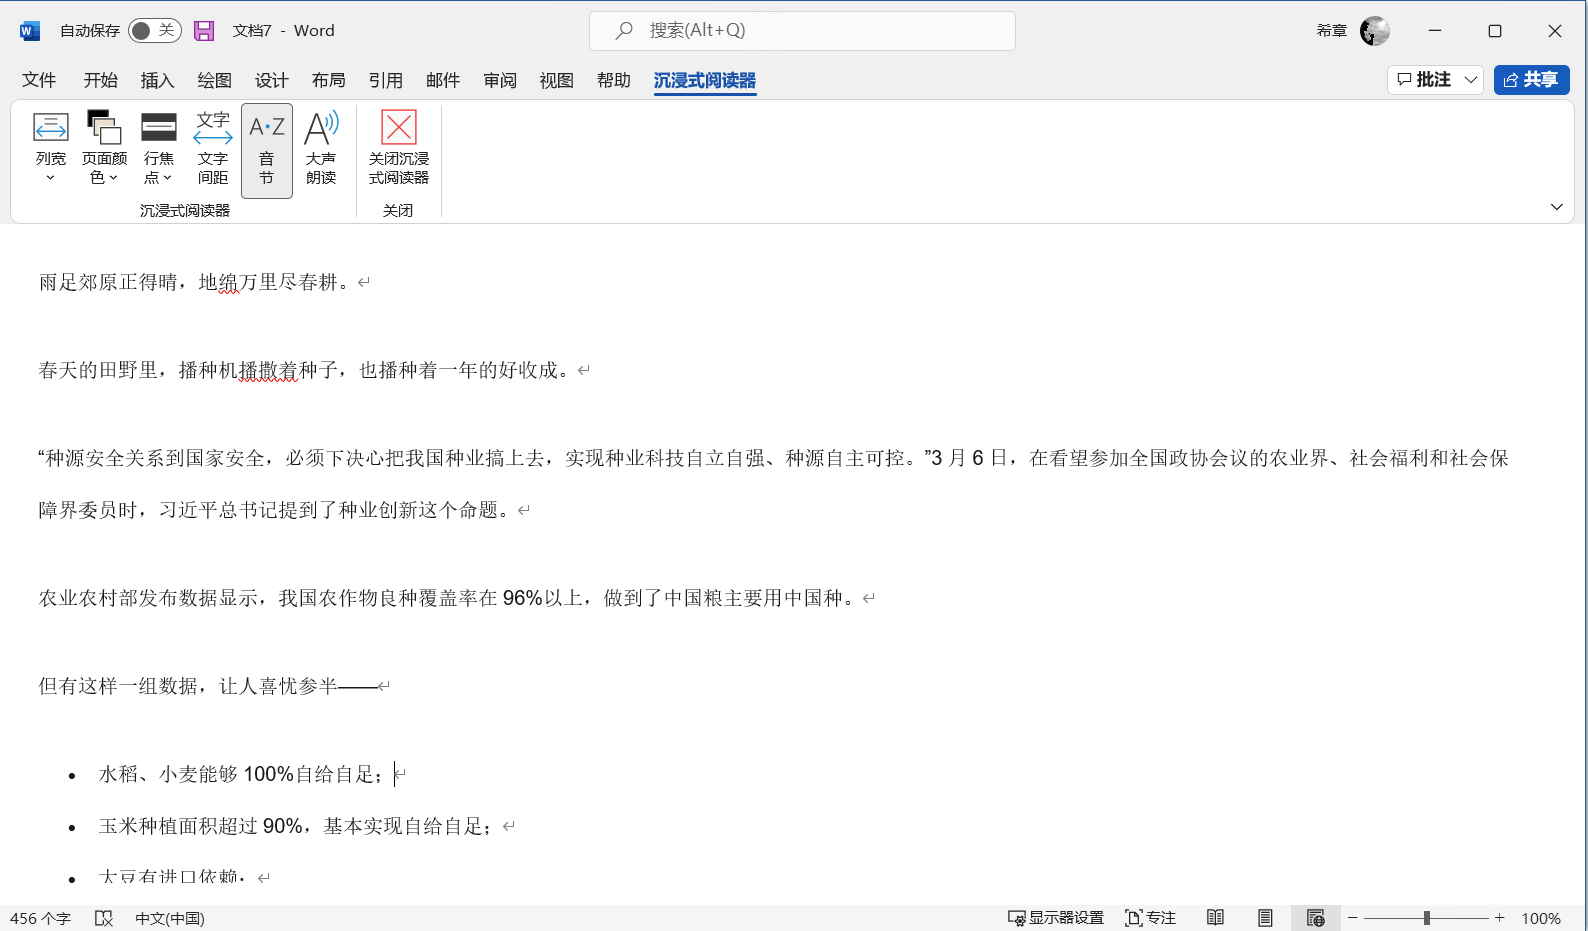 自动保存 关 文档7 - Word 搜索(Alt+Q) 希章
文件 开始 插入 绘图 设计 布局 引用 邮件 审阅 视图 帮助 沉浸式阅读器 批注 共享
列宽 页面颜色 行焦点 文字 文字间距 A·Z 音节 大声朗读 关闭沉浸式阅读器
沉浸式阅读器 关闭
雨足郊原正得晴，地绵万里尽春耕。
春天的田野里，播种机播撒着种子，也播种着一年的好收成。
“种源安全关系到国家安全，必须下决心把我国种业搞上去，实现种业科技自立自强、种源自主可控。”3 月 6 日，在看望参加全国政协会议的农业界、社会福利和社会保
障界委员时，习近平总书记提到了种业创新这个命题。
农业农村部发布数据显示，我国农作物良种覆盖率在 96%以上，做到了中国粮主要用中国种。
但有这样一组数据，让人喜忧参半——
• 水稻、小麦能够 100%自给自足；
• 玉米种植面积超过 90%，基本实现自给自足；
• 大豆有进口依赖；
456 个字 中文(中国) 显示器设置 专注 100%